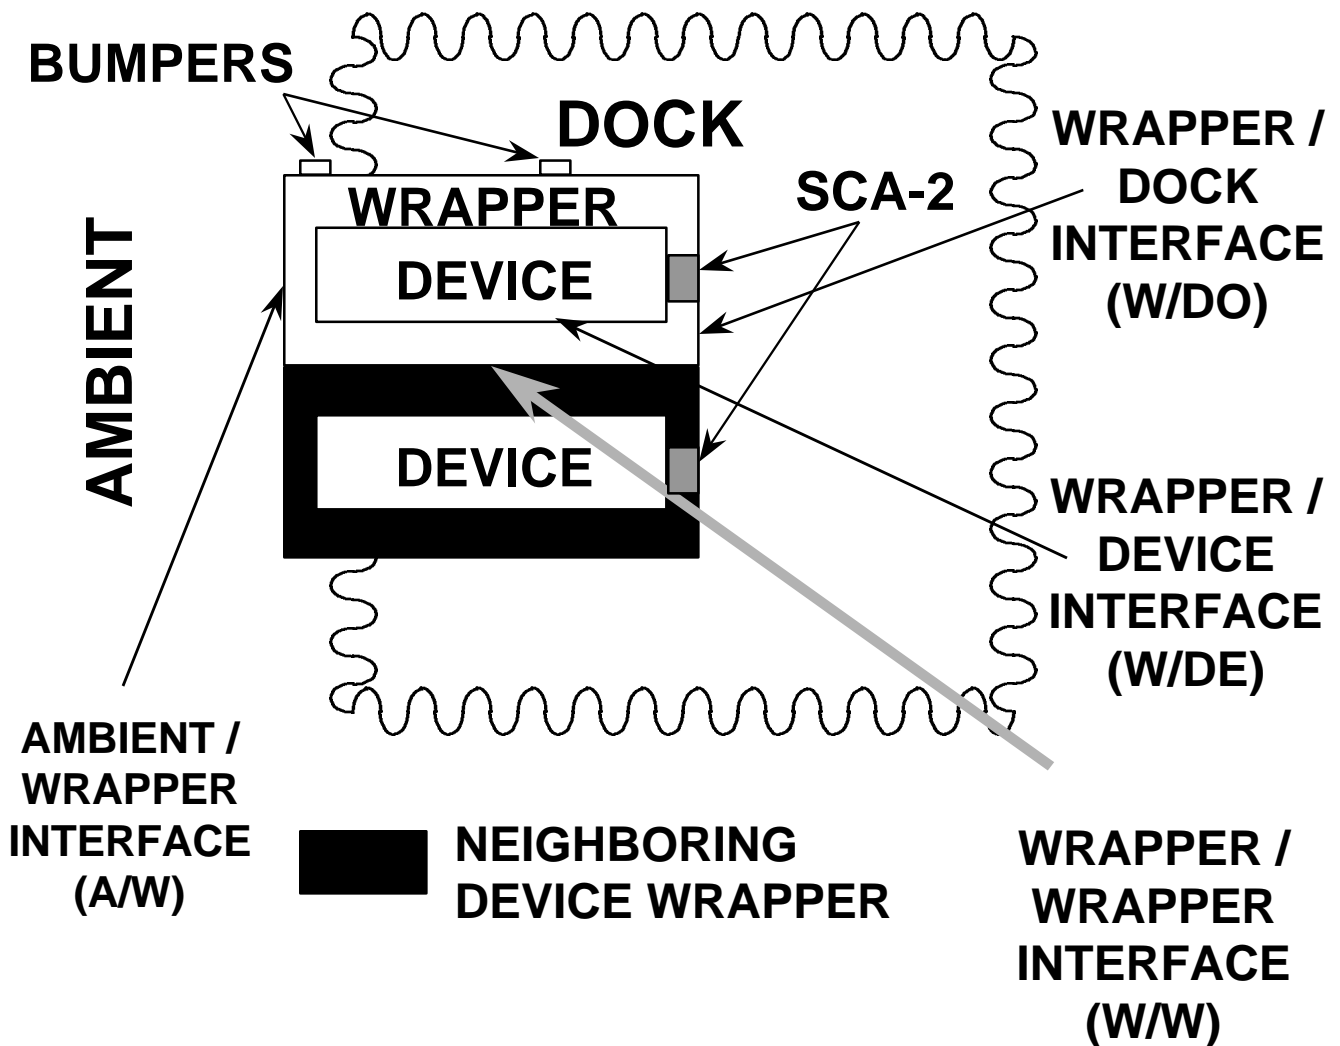 BUMPERS
DOCK
WRAPPER /
DOCK
INTERFACE
(W/DO)
SCA-2
WRAPPER
DEVICE
AMBIENT
DEVICE
WRAPPER /
DEVICE
INTERFACE
(W/DE)
AMBIENT /
WRAPPER
INTERFACE
(A/W)
NEIGHBORING
DEVICE WRAPPER
WRAPPER /
WRAPPER
INTERFACE
(W/W)